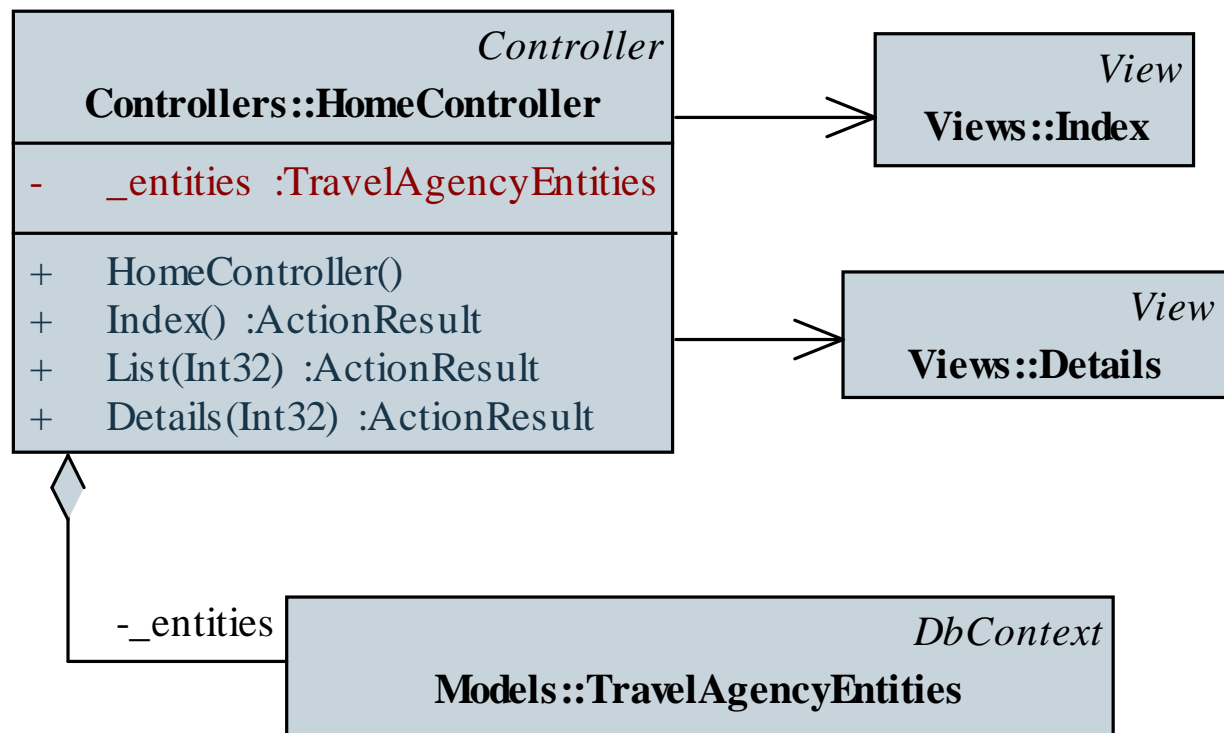 Controller
Controllers::HomeController
- _entities :TravelAgencyEntities
+ HomeController()
+ Index() :ActionResult
+ List(Int32) :ActionResult
+ Details(Int32) :ActionResult
View
Views::Index
View
Views::Details
-_entities
DbContext
Models::TravelAgencyEntities